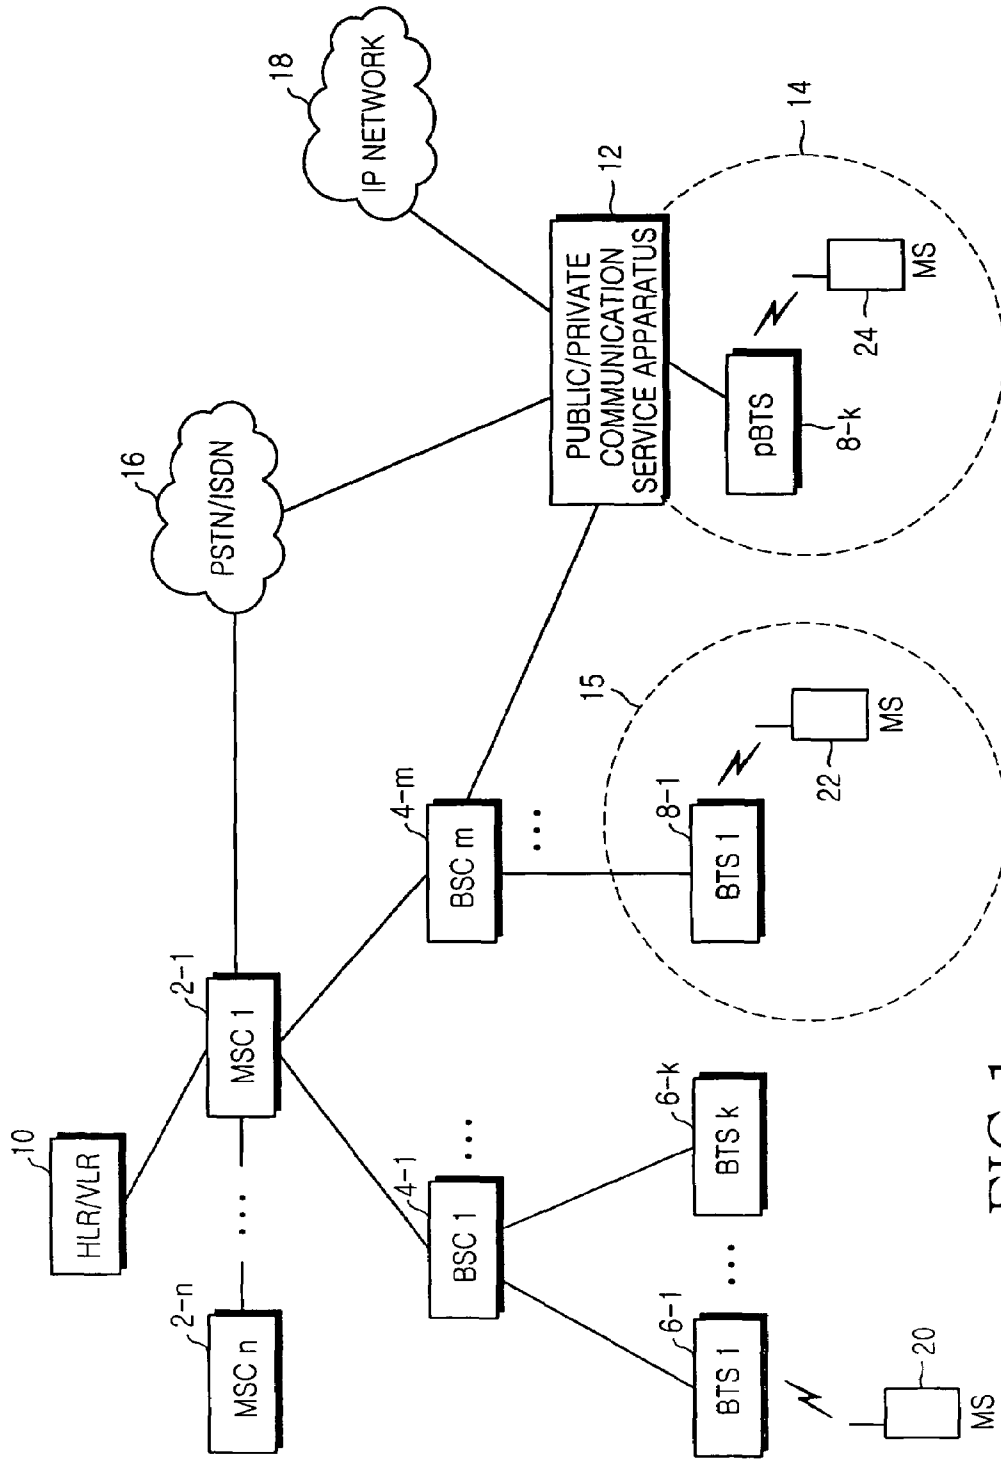 10
HLR/VLR
2-n
MSC n
...
2-1
MSC 1
16
PSTN/ISDN
18
IP NETWORK
4-1
BSC 1
...
4-m
BSC m
...
12
PUBLIC/PRIVATE
COMMUNICATION
SERVICE APPARATUS
6-1
BTS 1
...
6-k
BTS k
15
8-1
BTS 1
22
MS
14
pBTS
8-k
24
MS
20
MS